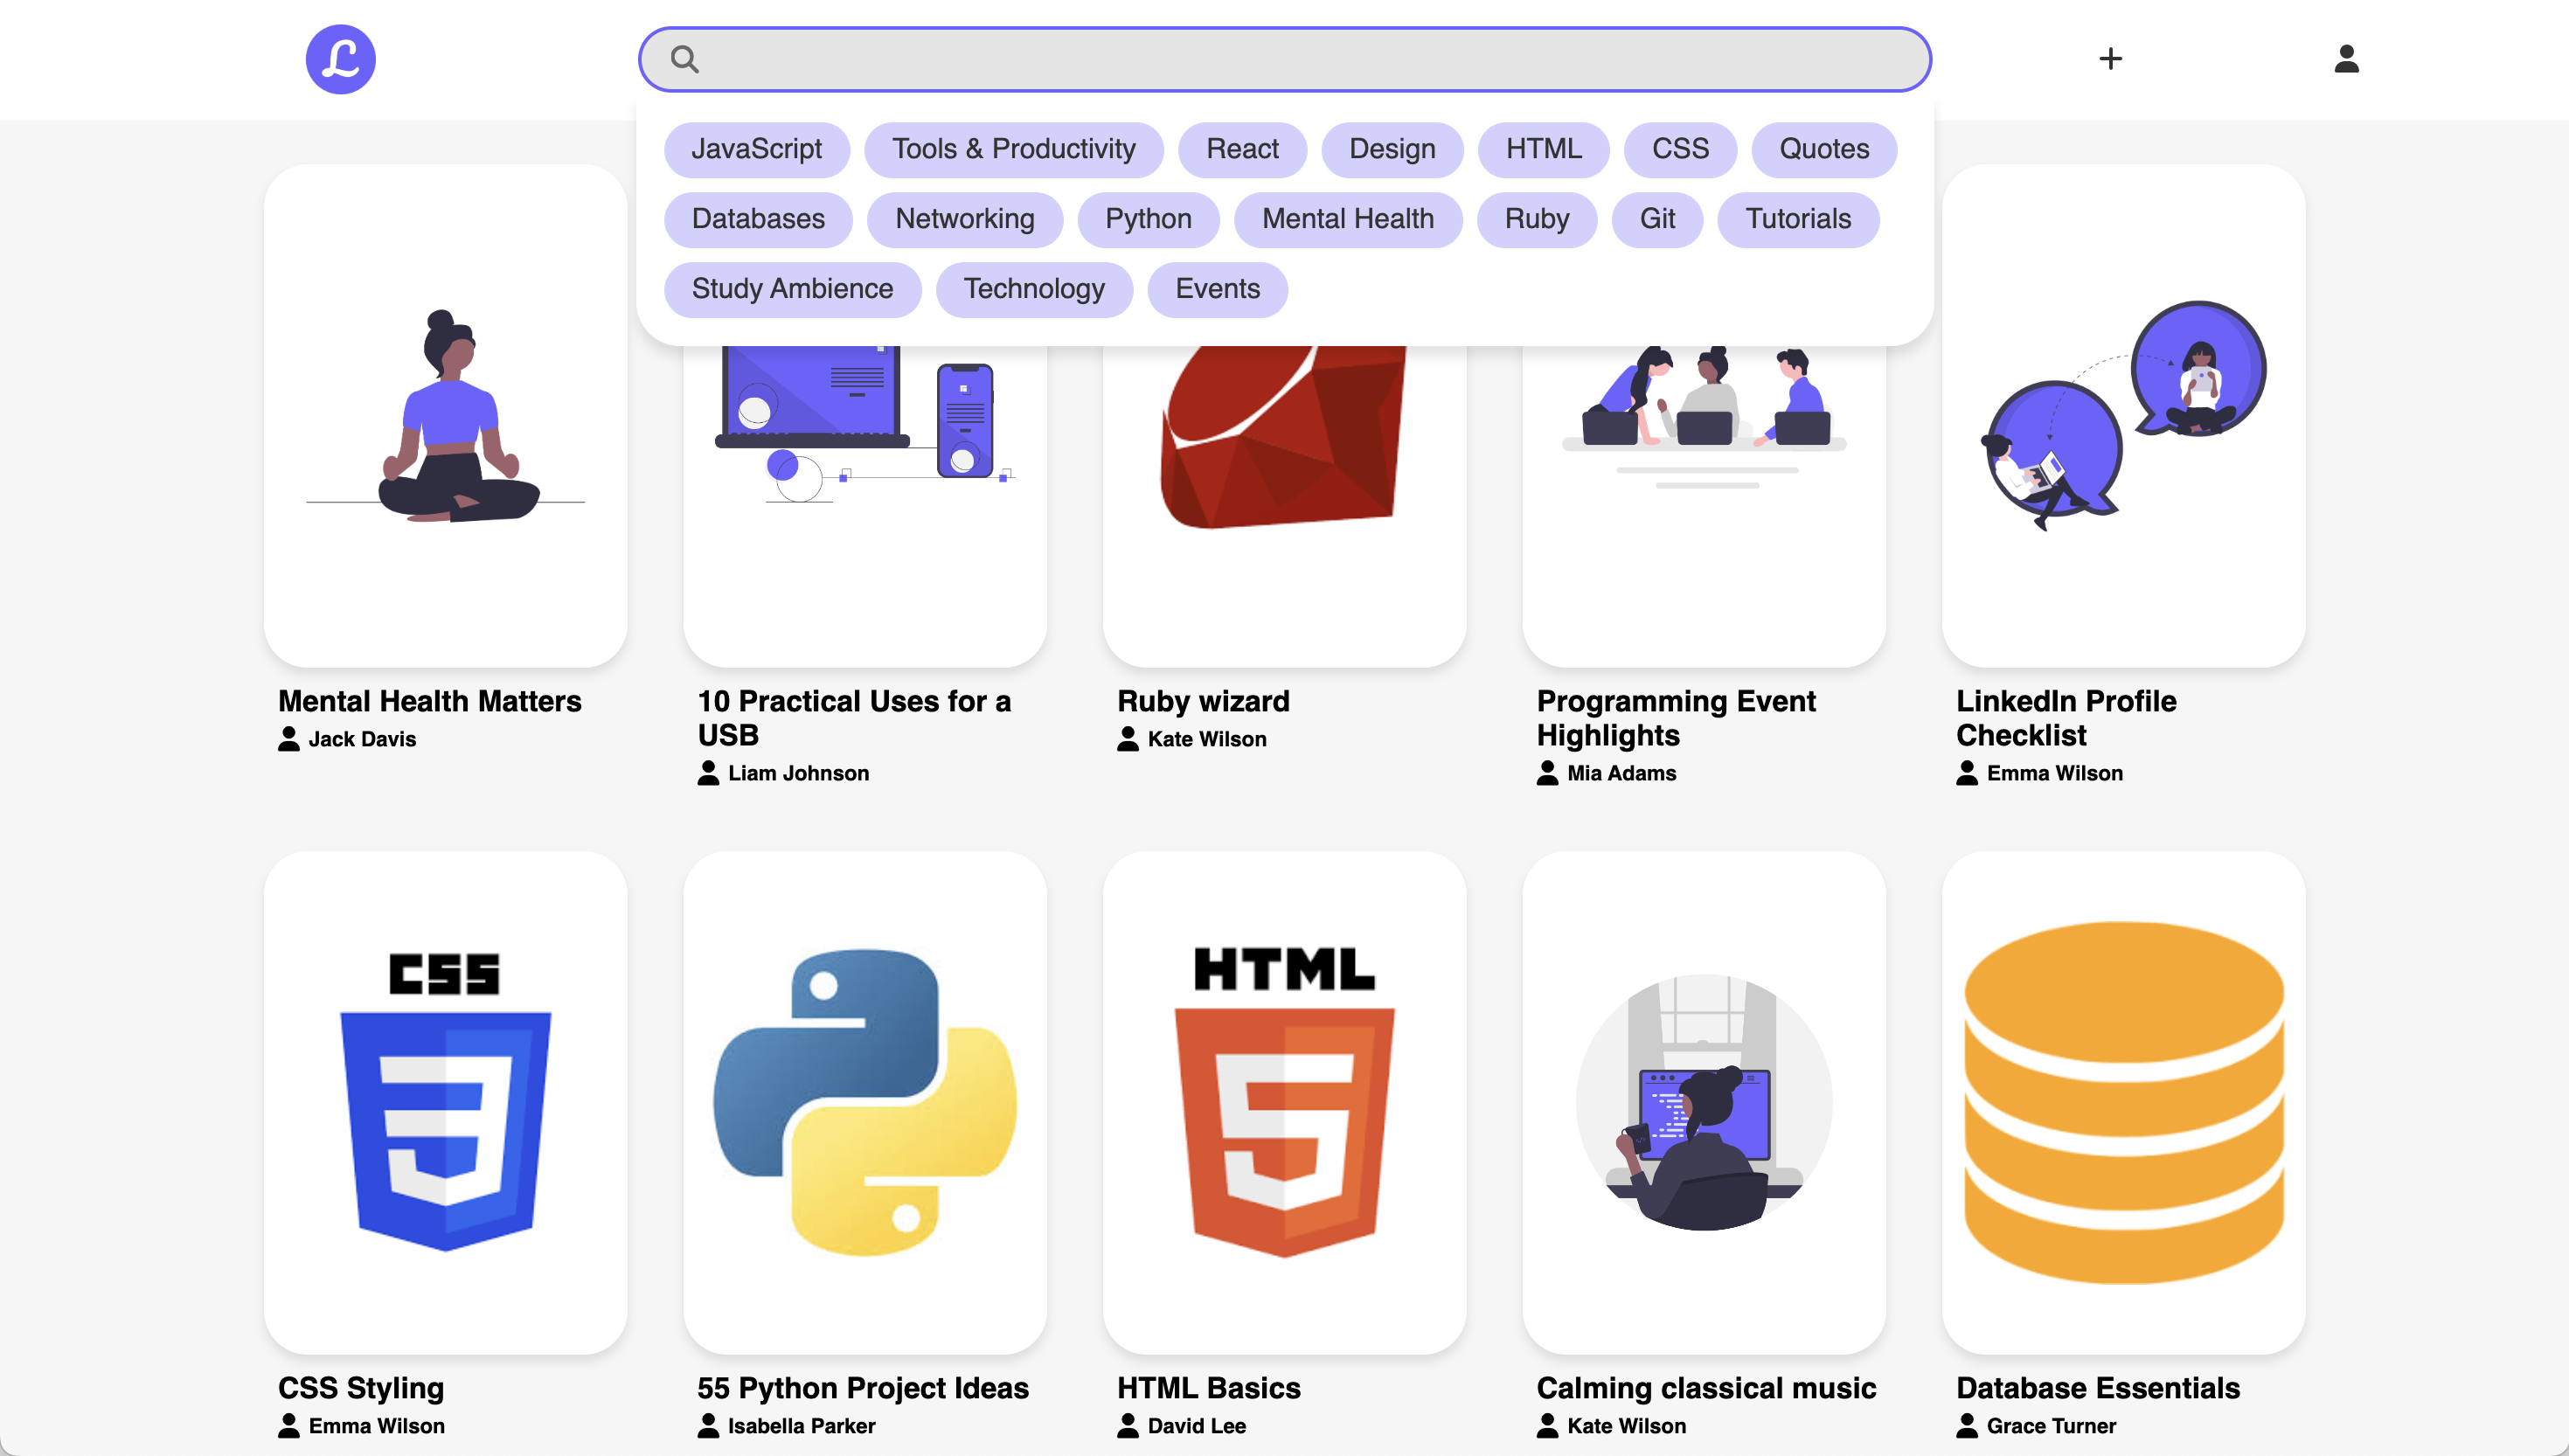 L
JavaScript Tools & Productivity React Design HTML CSS Quotes
Databases Networking Python Mental Health Ruby Git Tutorials
Study Ambience Technology Events
Mental Health Matters
Jack Davis
10 Practical Uses for a
USB
Liam Johnson
Ruby wizard
Kate Wilson
Programming Event
Highlights
Mia Adams
LinkedIn Profile
Checklist
Emma Wilson
CSS
CSS Styling
Emma Wilson
55 Python Project Ideas
Isabella Parker
HTML
5
HTML Basics
David Lee
Calming classical music
Kate Wilson
Database Essentials
Grace Turner